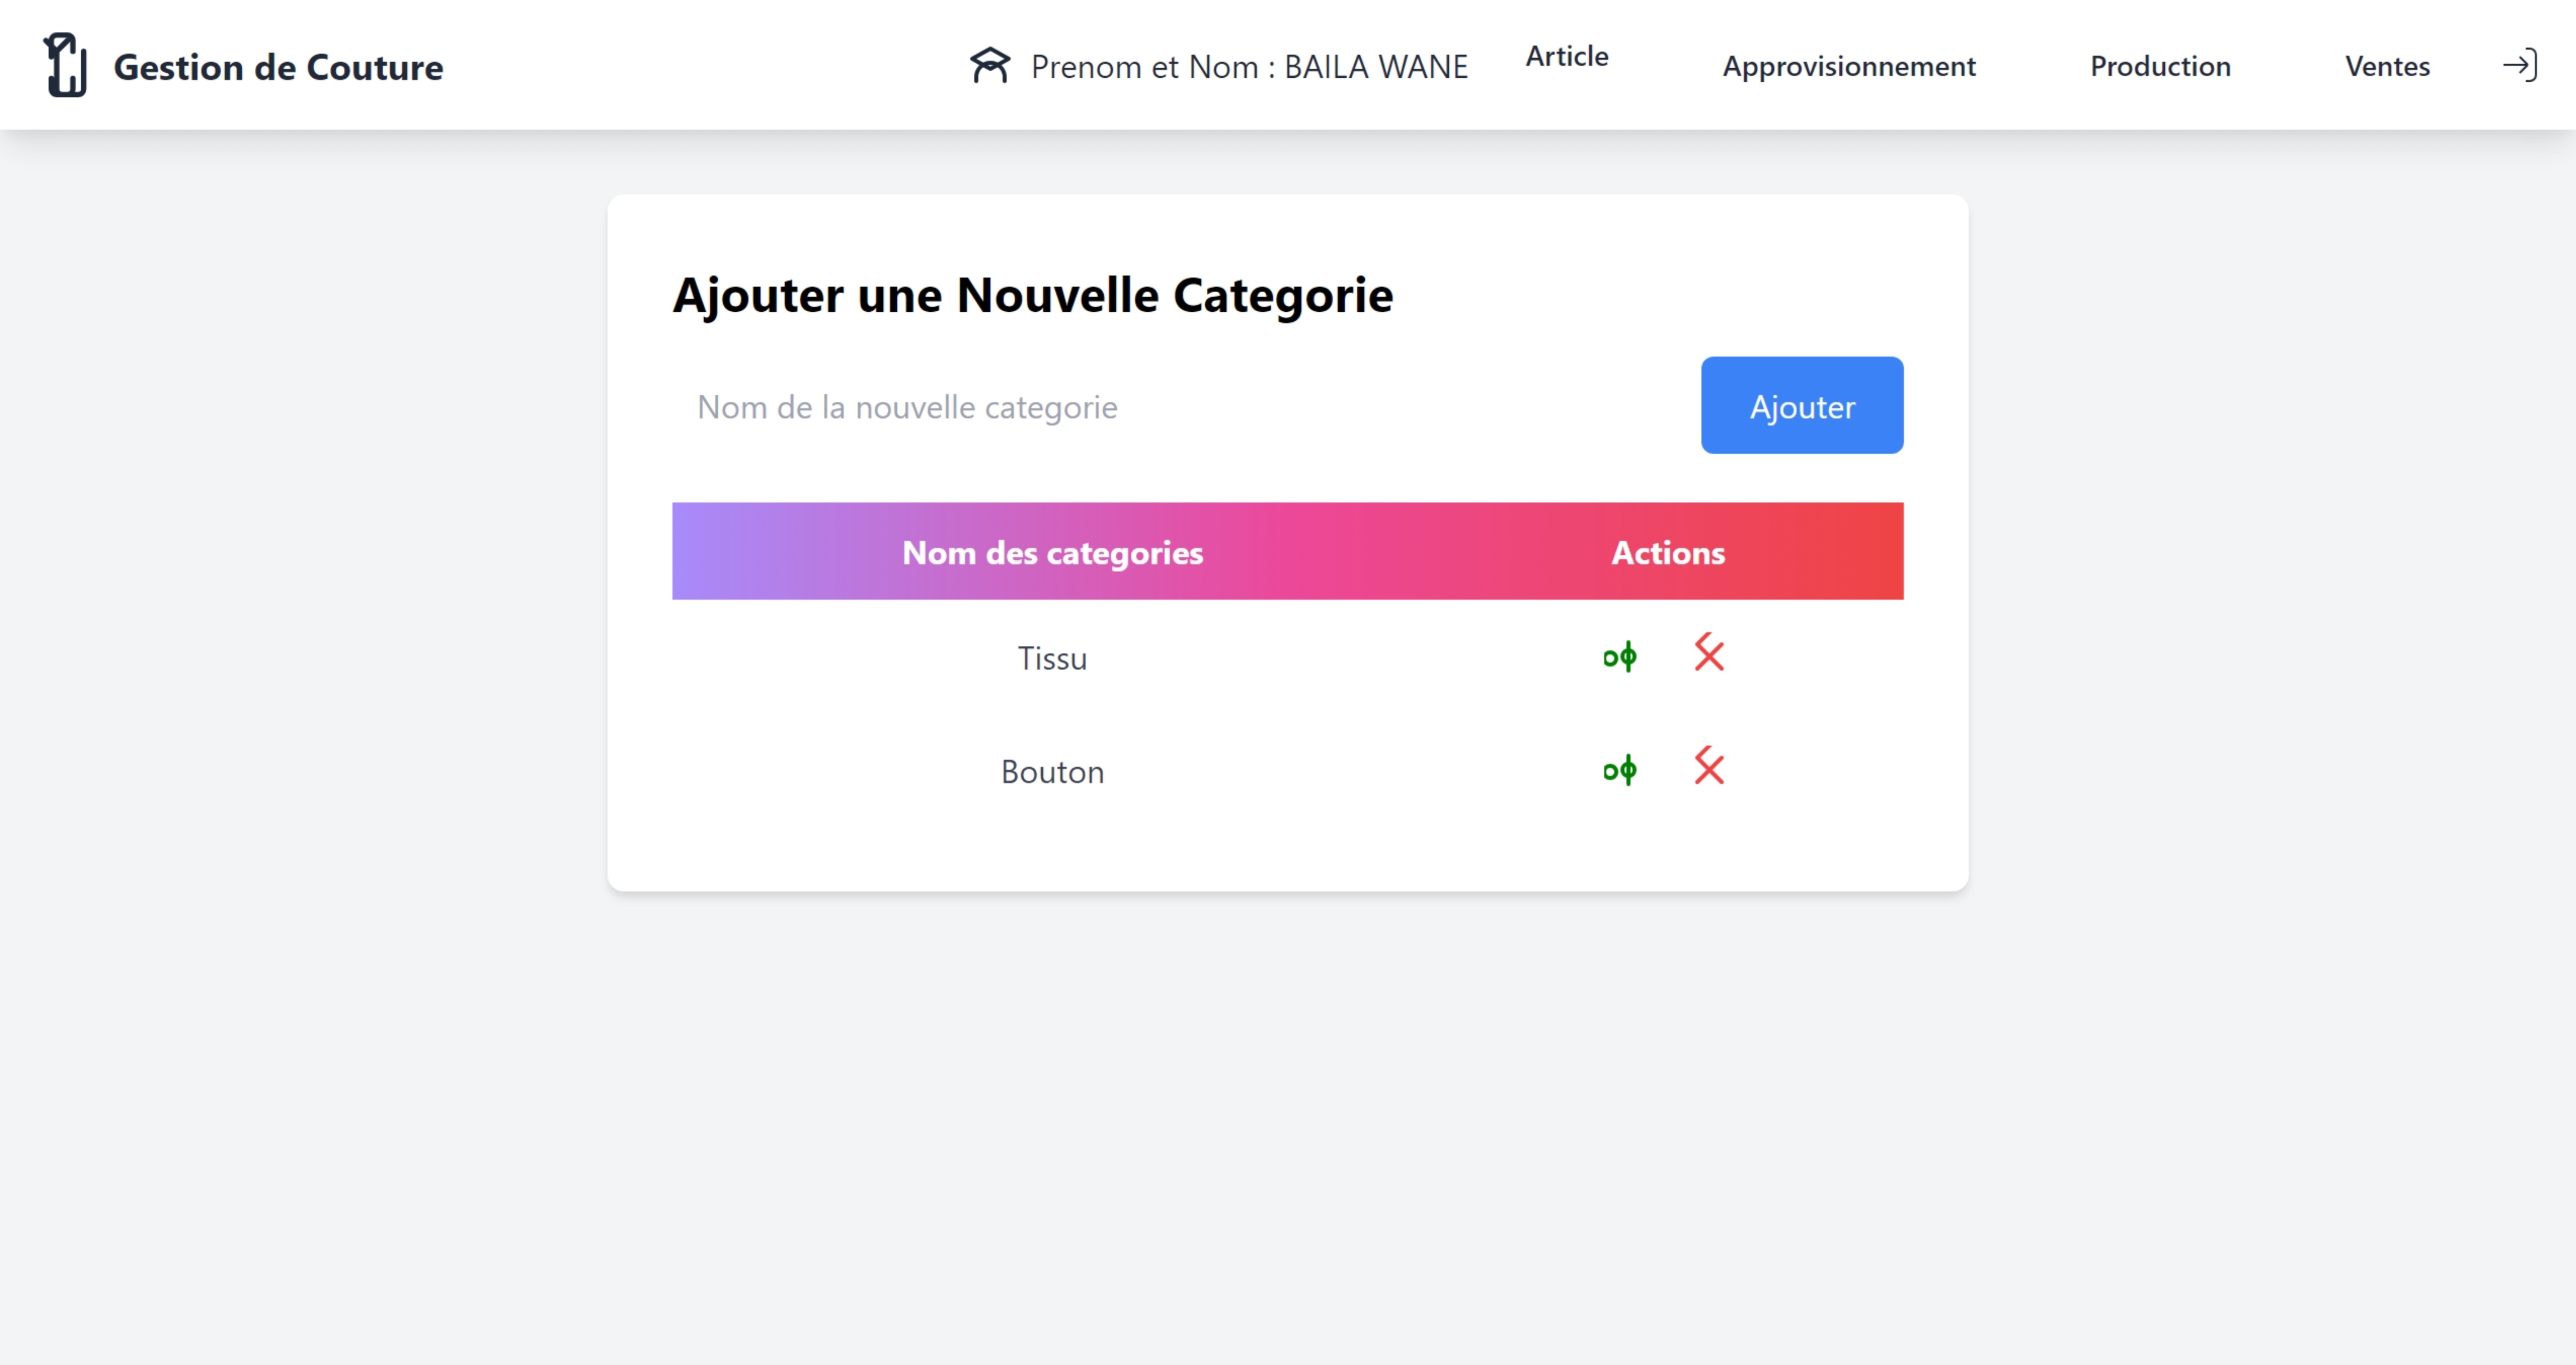 Gestion de Couture
Prenom et Nom : BAILA WANE
Article
Approvisionnement
Production
Ventes
Ajouter une Nouvelle Categorie
Nom de la nouvelle categorie
Ajouter
Nom des categories Actions
Tissu
Bouton